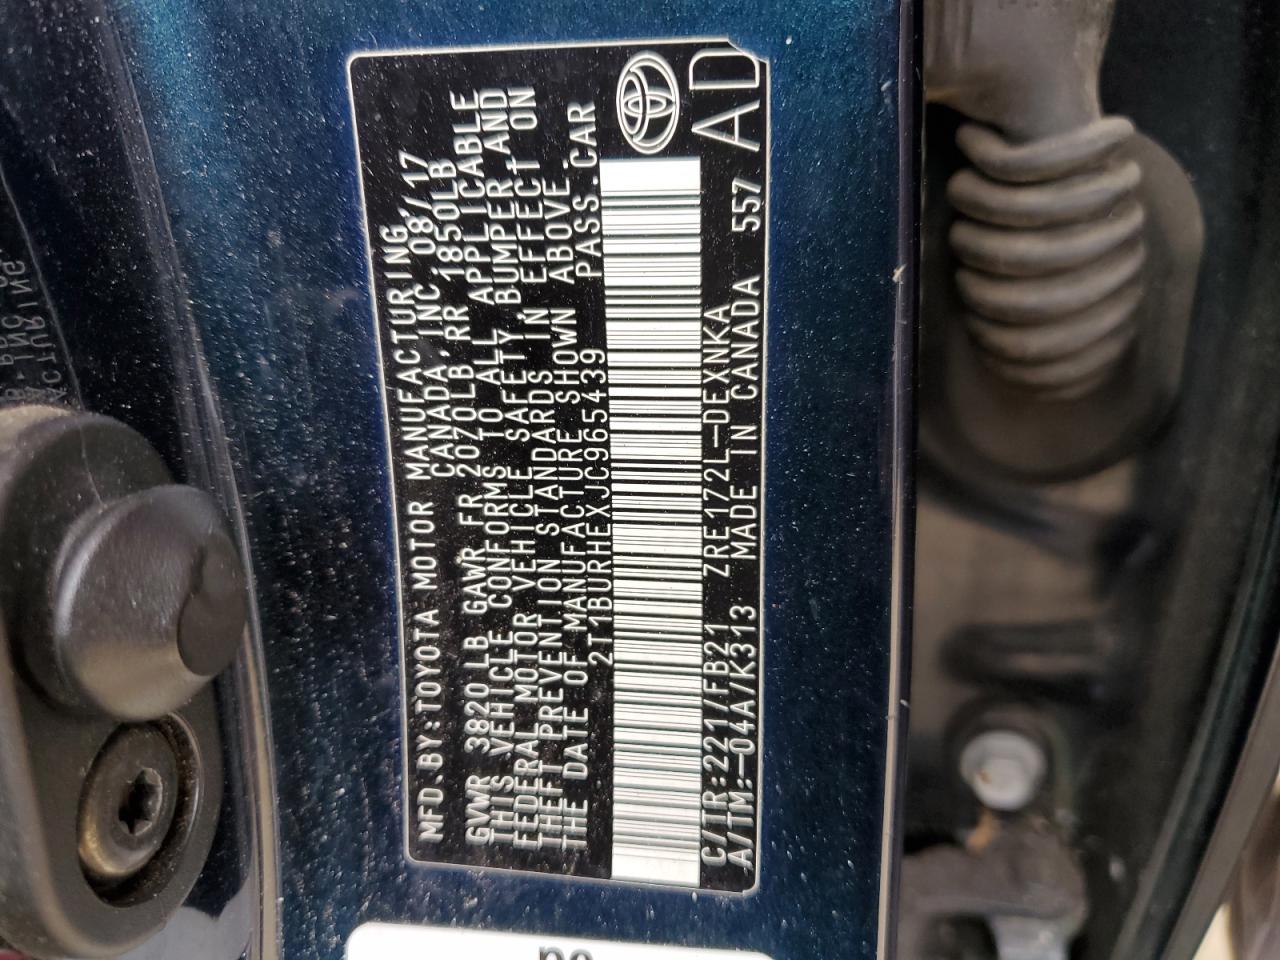 MFD.BY:TOYOTA MOTOR MANUFACTURING
CANADA,INC.08/17
GVWR 3820LB GAWR FR 2070LB RR 1850LB
THIS VEHICLE CONFORMS TO ALL APPLICABLE
FEDERAL MOTOR VEHICLE SAFETY, BUMPER, AND
THEFT PREVENTION STANDARDS IN EFFECT ON
THE DATE OF MANUFACTURE SHOWN ABOVE.
2T1BURHEXJC965439 PASS.CAR
C/TR:221/FB21 ZRE172L-DEXNKA
A/TM:-04A/K313 MADE IN CANADA 557
AD